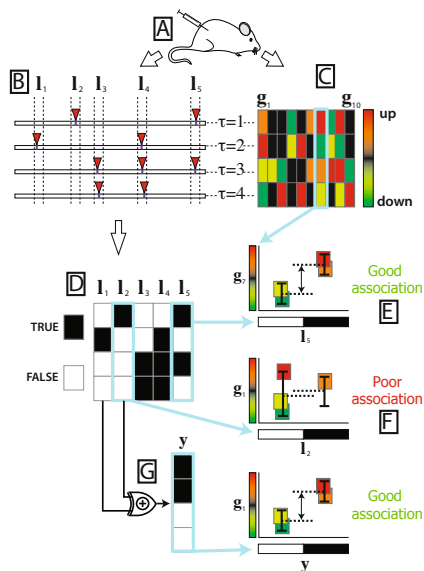 A
B
l1 l2 l3 l4 l5
τ=1
τ=2
τ=3
τ=4
C
g1 g10
up
down
D
l1 l2 l3 l4 l5
TRUE
FALSE
g7
l5
Good
association
E
g1
l2
Poor
association
F
G
y
g1
y
Good
association